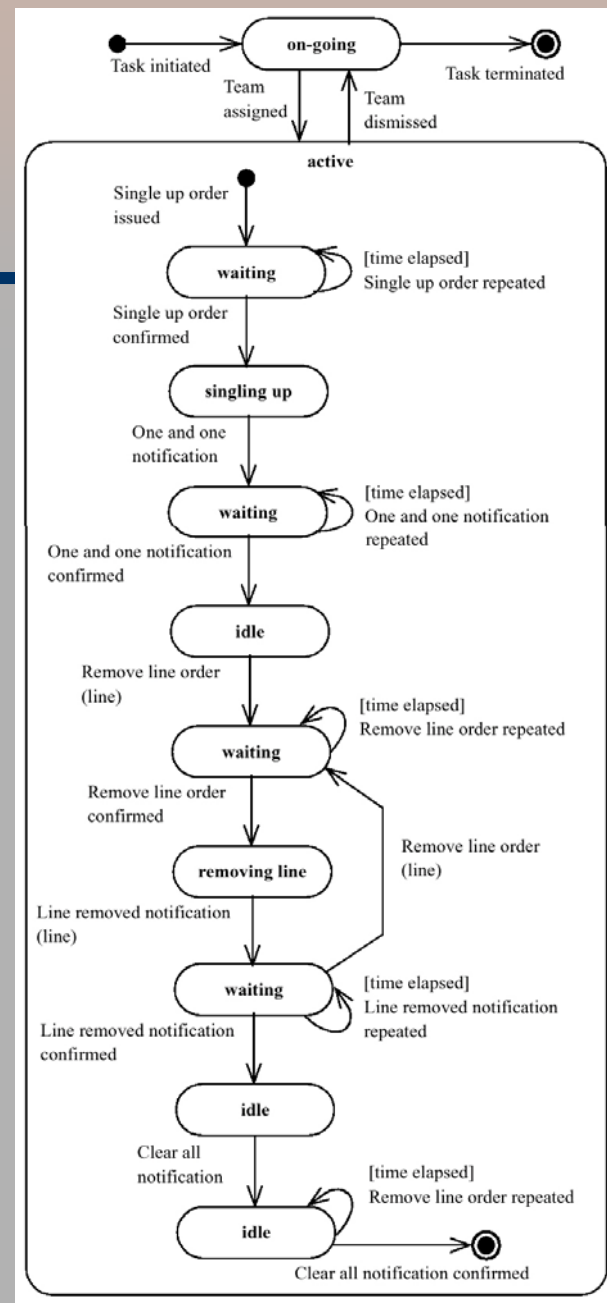 on-going
Task initiated
Task terminated
Team
assigned
Team
dismissed
active
Single up order
issued
waiting
[time elapsed]
Single up order repeated
Single up order
confirmed
singling up
One and one
notification
waiting
[time elapsed]
One and one notification
repeated
One and one notification
confirmed
idle
Remove line order
(line)
[time elapsed]
Remove line order repeated
waiting
Remove line order
confirmed
Remove line order
(line)
removing line
Line removed notification
(line)
waiting
[time elapsed]
Line removed notification
repeated
Line removed notification
confirmed
idle
Clear all
notification
[time elapsed]
Remove line order repeated
idle
Clear all notification confirmed